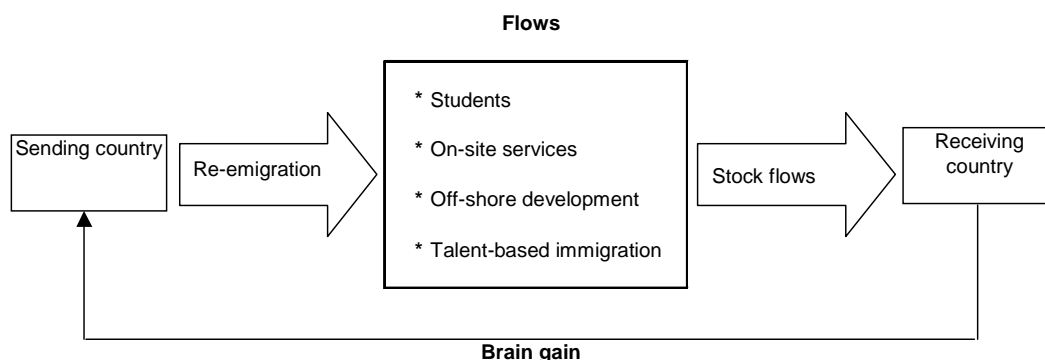 Flows
Sending country
Re-emigration
* Students
* On-site services
* Off-shore development
* Talent-based immigration
Stock flows
Receiving
country
Brain gain